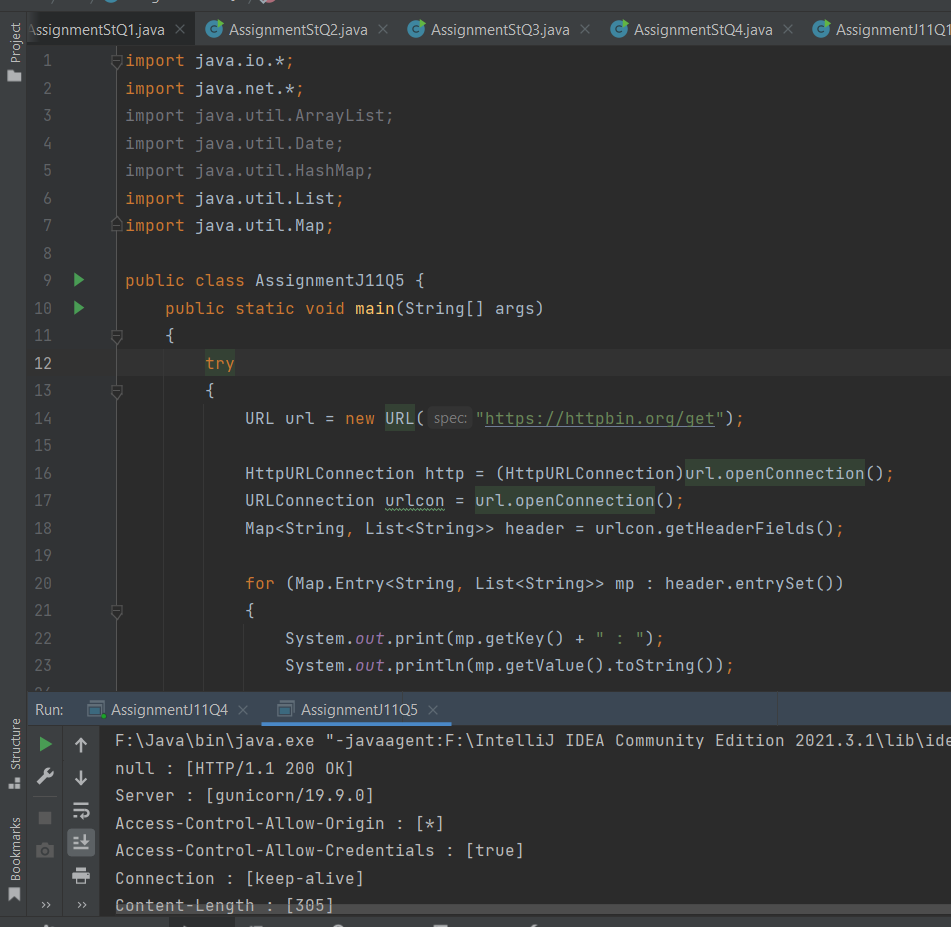 AssignmentStQ1.java AssignmentStQ2.java AssignmentStQ3.java AssignmentStQ4.java AssignmentJ11Q1
Project
1 import java.io.*;
2 import java.net.*;
3 import java.util.ArrayList;
4 import java.util.Date;
5 import java.util.HashMap;
6 import java.util.List;
7 import java.util.Map;
8
9 public class AssignmentJ11Q5 {
10 public static void main(String[] args)
11 {
12 try
13 {
14 URL url = new URL( spec: "https://httpbin.org/get");
15
16 HttpURLConnection http = (HttpURLConnection)url.openConnection();
17 URLConnection urlcon = url.openConnection();
18 Map<String, List<String>> header = urlcon.getHeaderFields();
19
20 for (Map.Entry<String, List<String>> mp : header.entrySet())
21 {
22 System.out.print(mp.getKey() + " : ");
23 System.out.println(mp.getValue().toString());
Run: AssignmentJ11Q4 AssignmentJ11Q5
Structure
Bookmarks
F:\Java\bin\java.exe "-javaagent:F:\IntelliJ IDEA Community Edition 2021.3.1\lib\ide
null : [HTTP/1.1 200 OK]
Server : [gunicorn/19.9.0]
Access-Control-Allow-Origin : [*]
Access-Control-Allow-Credentials : [true]
Connection : [keep-alive]
Content-Length : [305]